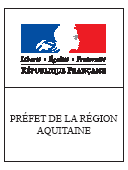 Liberté • Égalité • Fraternité
RÉPUBLIQUE FRANÇAISE
PRÉFET DE LA RÉGION
AQUITAINE